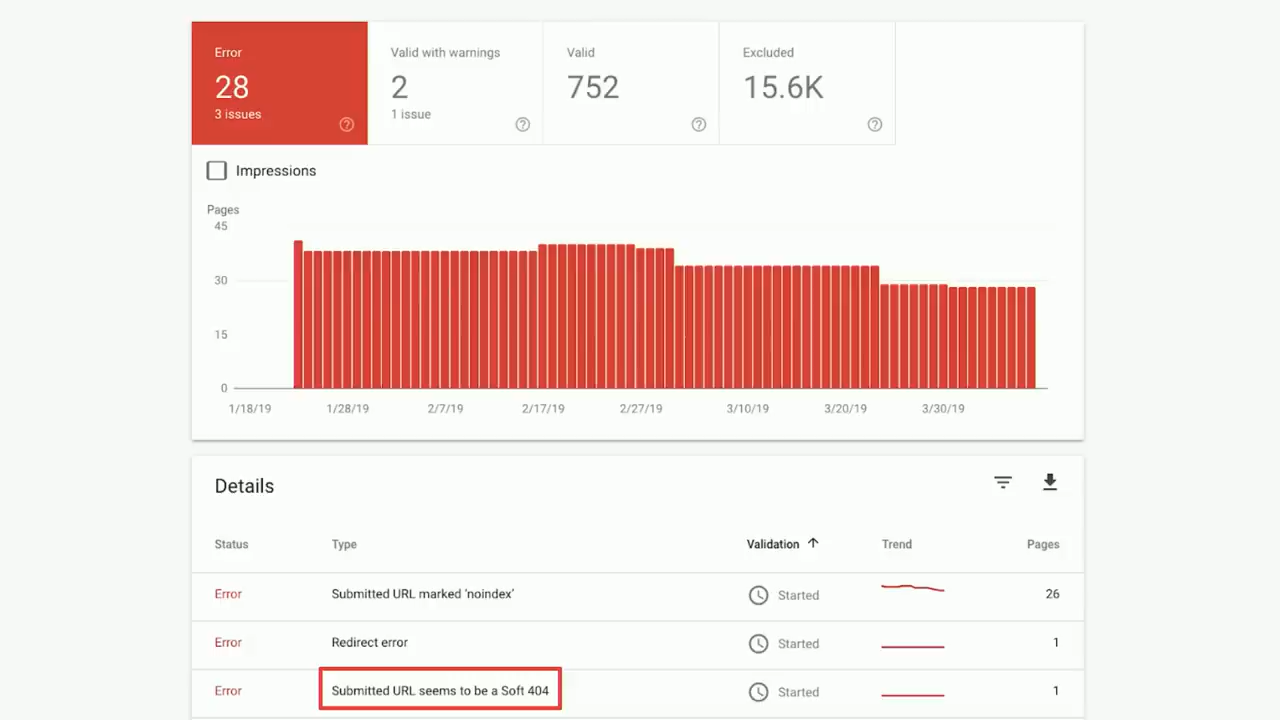 Error
28
3 issues
Valid with warnings
2
1 issue
Valid
752
Excluded
15.6K
Impressions
Pages
45
30
15
0
1/18/19 1/28/19 2/7/19 2/17/19 2/27/19 3/10/19 3/20/19 3/30/19
Details
Status Type Validation Trend Pages
Error Submitted URL marked 'noindex' Started 26
Error Redirect error Started 1
Error Submitted URL seems to be a Soft 404 Started 1